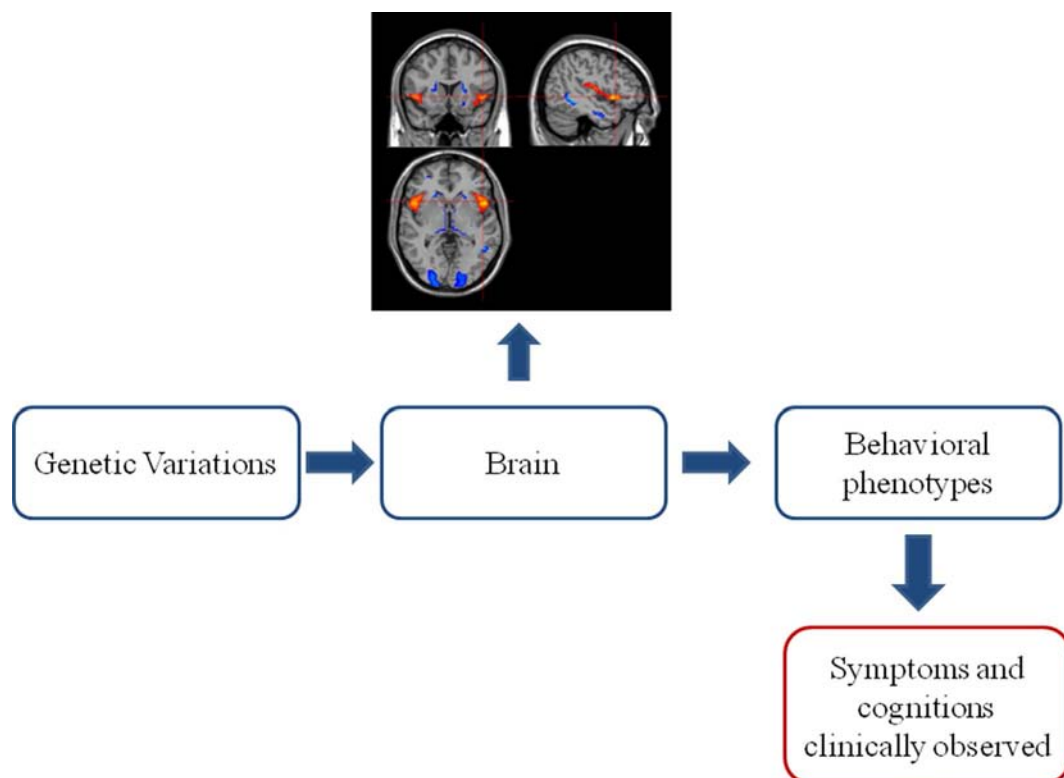 Genetic Variations
Brain
Behavioral
phenotypes
Symptoms and
cognitions
clinically observed